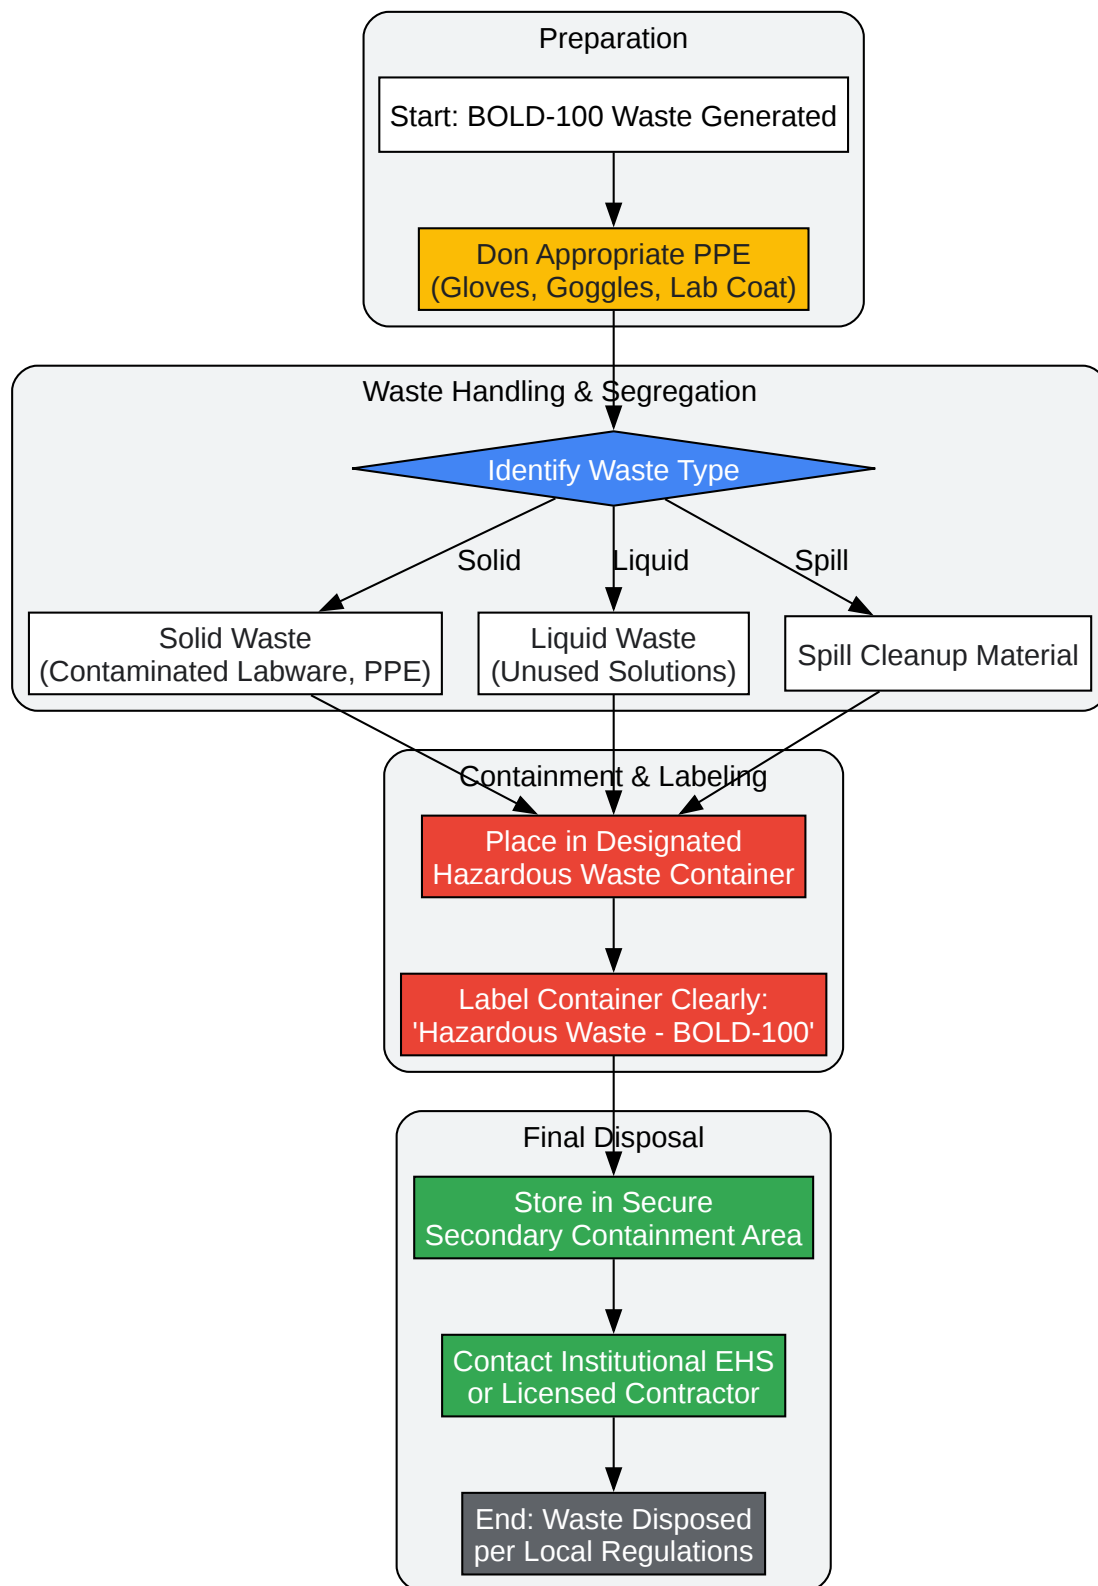 Preparation
Start: BOLD-100 Waste Generated
Don Appropriate PPE
(Gloves, Goggles, Lab Coat)
Waste Handling & Segregation
Identify Waste Type
Solid
Liquid
Spill
Solid Waste
(Contaminated Labware, PPE)
Liquid Waste
(Unused Solutions)
Spill Cleanup Material
Containment & Labeling
Place in Designated
Hazardous Waste Container
Label Container Clearly:
'Hazardous Waste - BOLD-100'
Final Disposal
Store in Secure
Secondary Containment Area
Contact Institutional EHS
or Licensed Contractor
End: Waste Disposed
per Local Regulations